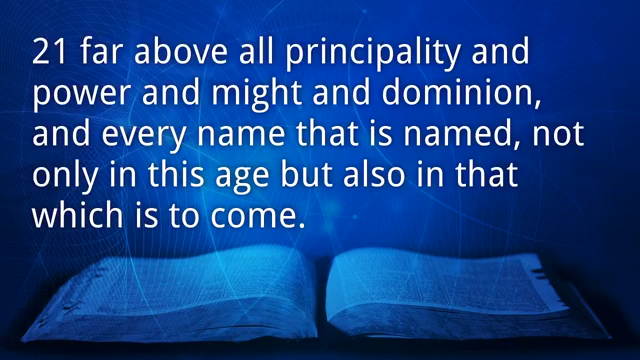 21 far above all principality and
power and might and dominion,
and every name that is named, not
only in this age but also in that
which is to come.